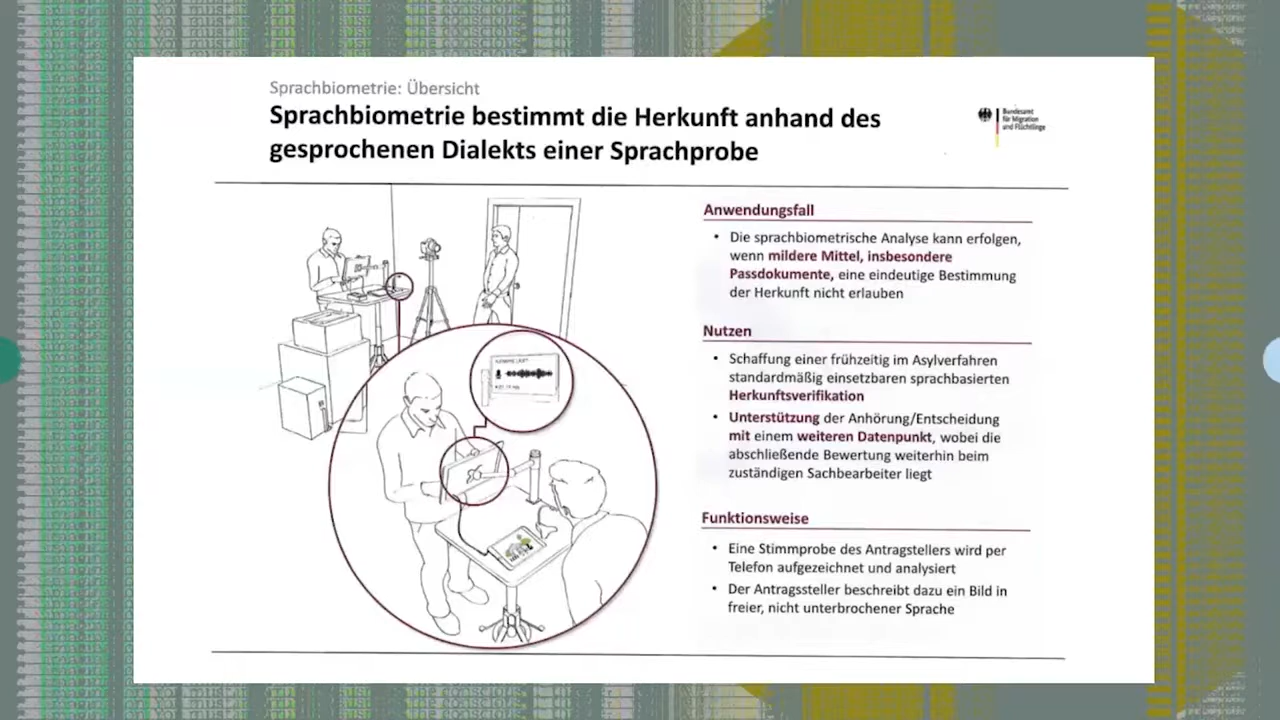 Sprachbiometrie: Übersicht
Sprachbiometrie bestimmt die Herkunft anhand des
gesprochenen Dialekts einer Sprachprobe
Bundesamt
für Migration
und Flüchtlinge
Anwendungsfall
• Die sprachbiometrische Analyse kann erfolgen,
wenn mildere Mittel, insbesondere
Passdokumente, eine eindeutige Bestimmung
der Herkunft nicht erlauben
Nutzen
• Schaffung einer frühzeitig im Asylverfahren
standardmäßig einsetzbaren sprachbasierten
Herkunftsverifikation
• Unterstützung der Anhörung/Entscheidung
mit einem weiteren Datenpunkt, wobei die
abschließende Bewertung weiterhin beim
zuständigen Sachbearbeiter liegt
Funktionsweise
• Eine Stimmprobe des Antragstellers wird per
Telefon aufgezeichnet und analysiert
• Der Antragssteller beschreibt dazu ein Bild in
freier, nicht unterbrochener Sprache